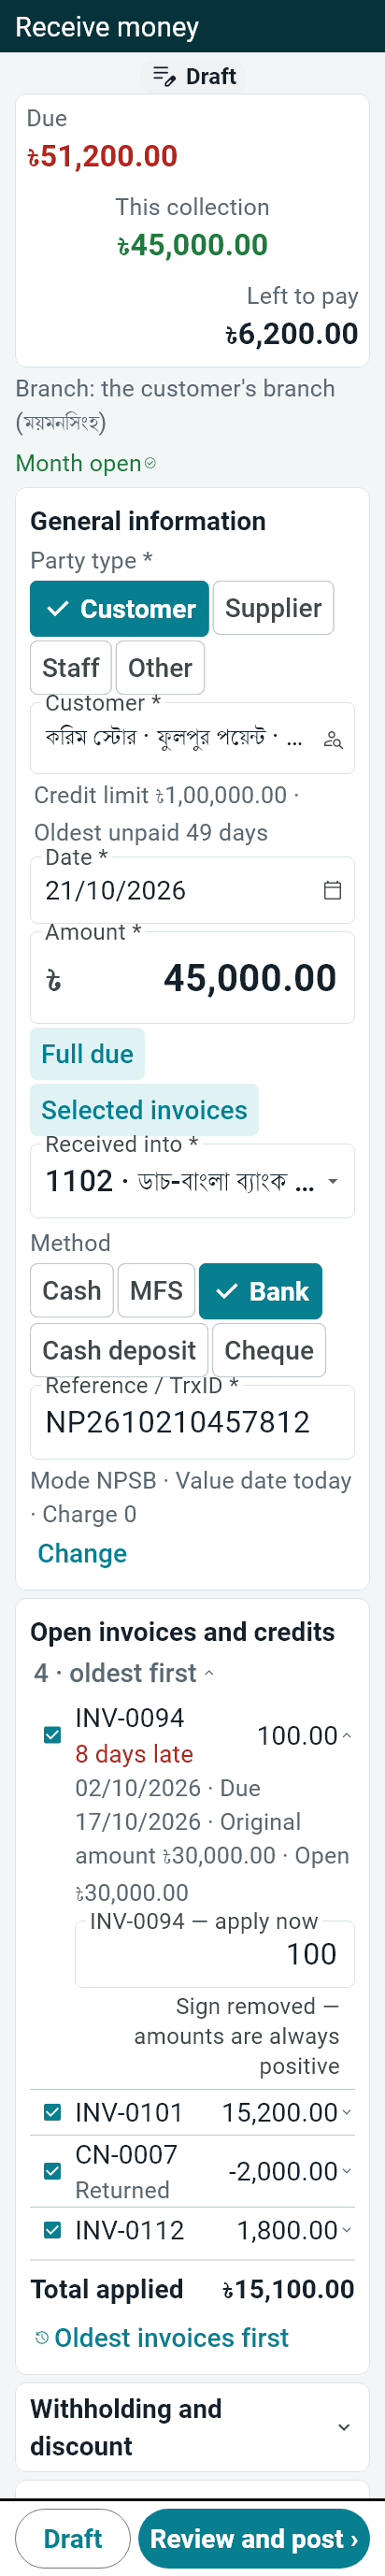 Receive money
Draft
Due
৳51,200.00
This collection
৳45,000.00
Left to pay
৳6,200.00
Branch: the customer's branch
(ময়মনসিংহ)
Month open
General information
Party type *
Customer
Supplier
Staff
Other
Customer *
করিম স্টোর · ফুলপুর পয়েন্ট · ...
Credit limit ৳1,00,000.00 ·
Oldest unpaid 49 days
Date *
21/10/2026
Amount *
৳ 45,000.00
Full due
Selected invoices
Received into *
1102 · ডাচ-বাংলা ব্যাংক ...
Method
Cash
MFS
Bank
Cash deposit
Cheque
Reference / TrxID *
NP2610210457812
Mode NPSB · Value date today
· Charge 0
Change
Open invoices and credits
4 · oldest first
INV-0094 100.00
8 days late
02/10/2026 · Due
17/10/2026 · Original
amount ৳30,000.00 · Open
৳30,000.00
INV-0094 — apply now
100
Sign removed —
amounts are always
positive
INV-0101 15,200.00
CN-0007 -2,000.00
Returned
INV-0112 1,800.00
Total applied ৳15,100.00
Oldest invoices first
Withholding and
discount
Draft
Review and post ›